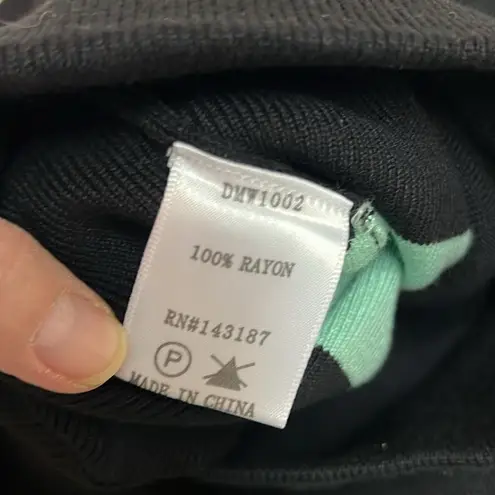 DMW1002
100% RAYON
RN#143187
P
MADE IN CHINA